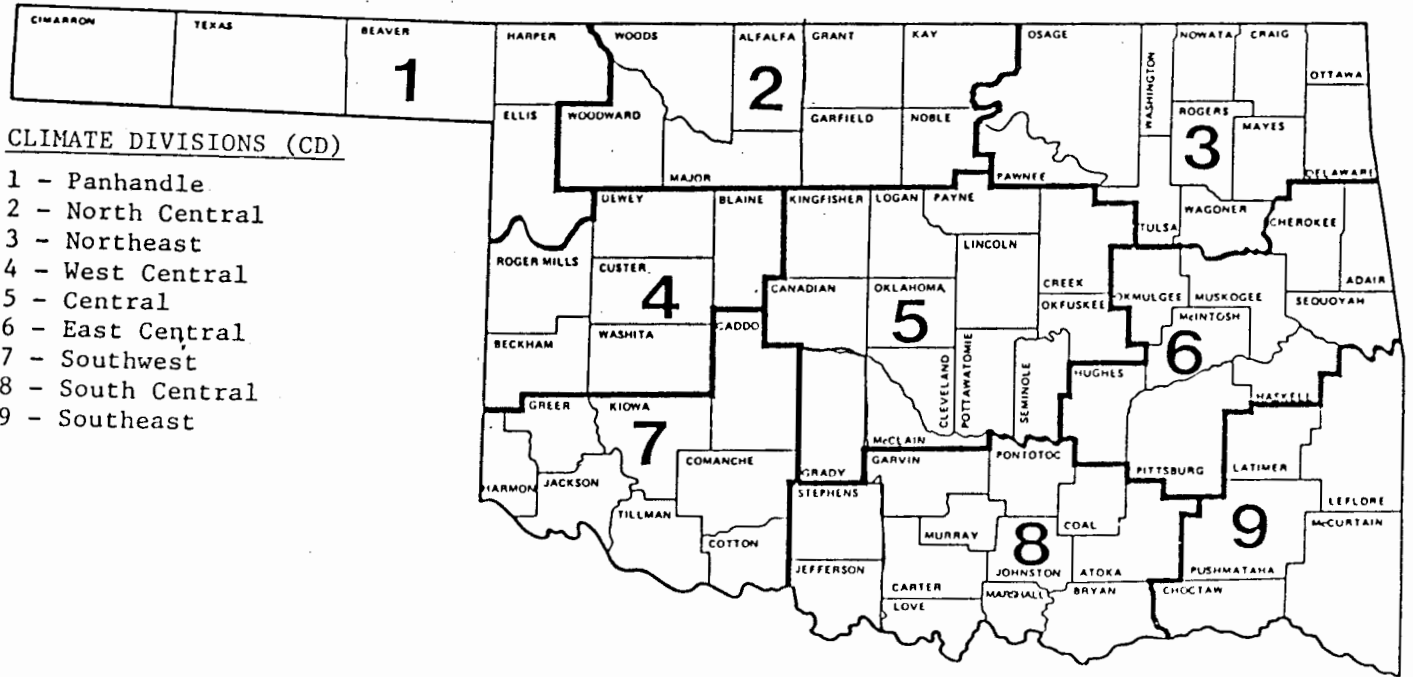 CIMARRON TEXAS BEAVER HARPER WOODS ALFALFA GRANT KAY OSAGE NOWATA CRAIG
OTTAWA
WASHINGTON
1 2
ELLIS WOODWARD GARFIELD NOBLE ROGERS MAYES
3
CLIMATE DIVISIONS (CD)
1 - Panhandle
2 - North Central
3 - Northeast
4 - West Central
5 - Central
6 - East Central
7 - Southwest
8 - South Central
9 - Southeast
MAJOR PAWNEE DELAWARE
DEWEY BLAINE KINGFISHER LOGAN PAYNE WAGONER CHEROKEE
TULSA
LINCOLN
ROGER MILLS CUSTER CANADIAN OKLAHOMA CREEK ADAIR
4 5
OKFUSKEE OKMULGEE MUSKOGEE SEQUOYAH
McINTOSH
CADDO WASHITA
BECKHAM 6
CLEVELAND POTTAWATOMIE SEMINOLE HUGHES
HASKELL
GREER KIOWA
7
McCLAIN
COMANCHE GRADY GARVIN PONTOTOC PITTSBURG LATIMER
HARMON JACKSON STEPHENS LEFLORE
TILLMAN McCURTAIN
MURRAY COAL
8 9
COTTON
JEFFERSON JOHNSTON ATOKA PUSHMATAHA
CARTER MARSHALL BRYAN CHOCTAW
LOVE